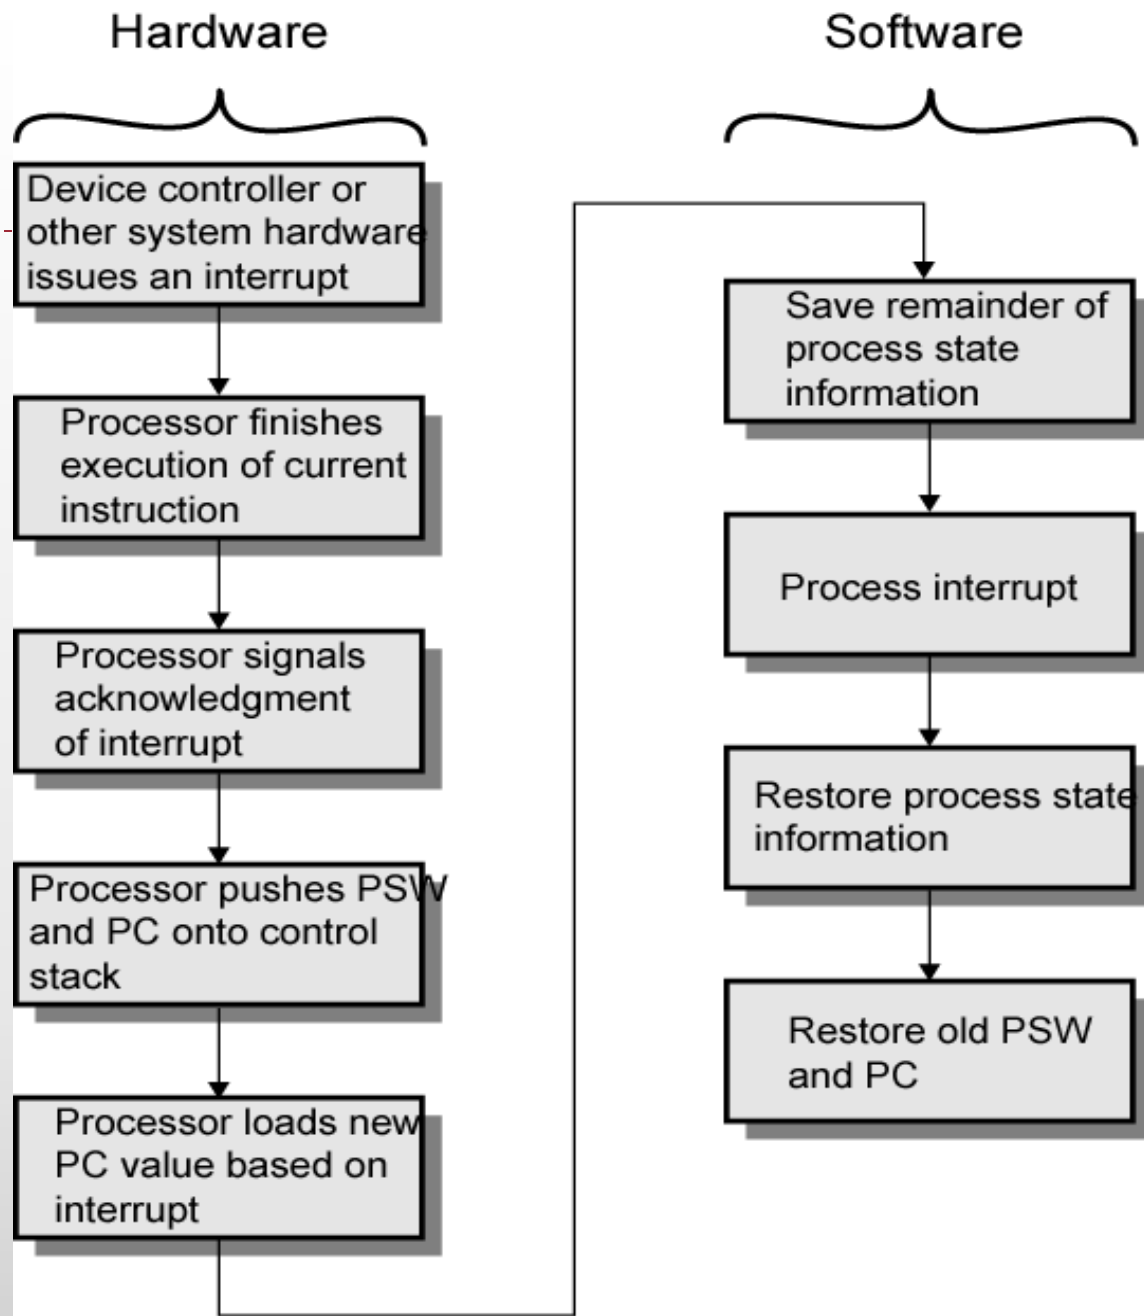 Hardware
Device controller or
other system hardware
issues an interrupt
Processor finishes
execution of current
instruction
Processor signals
acknowledgment
of interrupt
Processor pushes PSW
and PC onto control
stack
Processor loads new
PC value based on
interrupt
Software
Save remainder of
process state
information
Process interrupt
Restore process state
information
Restore old PSW
and PC